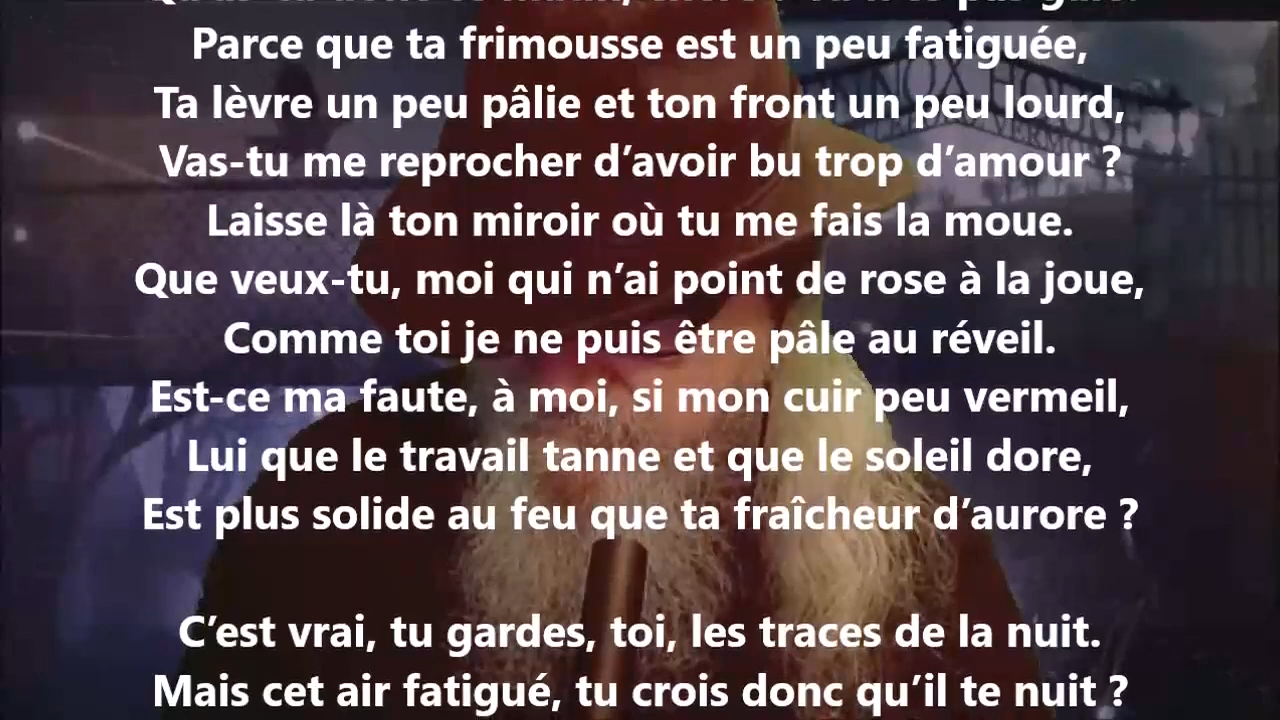 Parce que ta frimousse est un peu fatiguée,
Ta lèvre un peu pâlie et ton front un peu lourd,
Vas-tu me reprocher d’avoir bu trop d’amour ?
Laisse là ton miroir où tu me fais la moue.
Que veux-tu, moi qui n’ai point de rose à la joue,
Comme toi je ne puis être pâle au réveil.
Est-ce ma faute, à moi, si mon cuir peu vermeil,
Lui que le travail tanne et que le soleil dore,
Est plus solide au feu que ta fraîcheur d’aurore ?
C’est vrai, tu gardes, toi, les traces de la nuit.
Mais cet air fatigué, tu crois donc qu’il te nuit ?